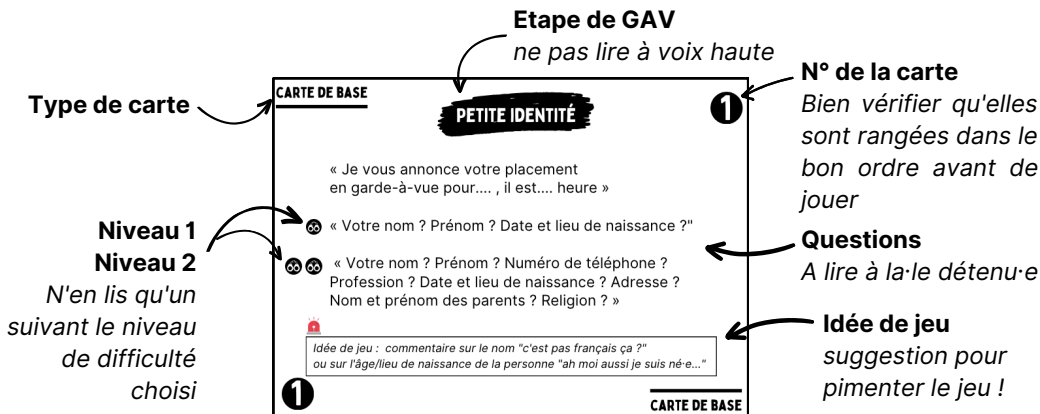 Etape de GAV
ne pas lire à voix haute
Type de carte
N° de la carte
Bien vérifier qu'elles
sont rangées dans le
bon ordre avant de
jouer
CARTE DE BASE
PETITE IDENTITÉ
1
« Je vous annonce votre placement
en garde-à-vue pour.... , il est.... heure »
Niveau 1
Niveau 2
N'en lis qu'un
suivant le niveau
de difficulté
choisi
« Votre nom ? Prénom ? Date et lieu de naissance ?"
« Votre nom ? Prénom ? Numéro de téléphone ?
Profession ? Date et lieu de naissance ? Adresse ?
Nom et prénom des parents ? Religion ? »
Questions
A lire à la·le détenu·e
Idée de jeu : commentaire sur le nom "c'est pas français ça ?"
ou sur l'âge/lieu de naissance de la personne "ah moi aussi je suis né·e..."
Idée de jeu
suggestion pour
pimenter le jeu !
1
CARTE DE BASE